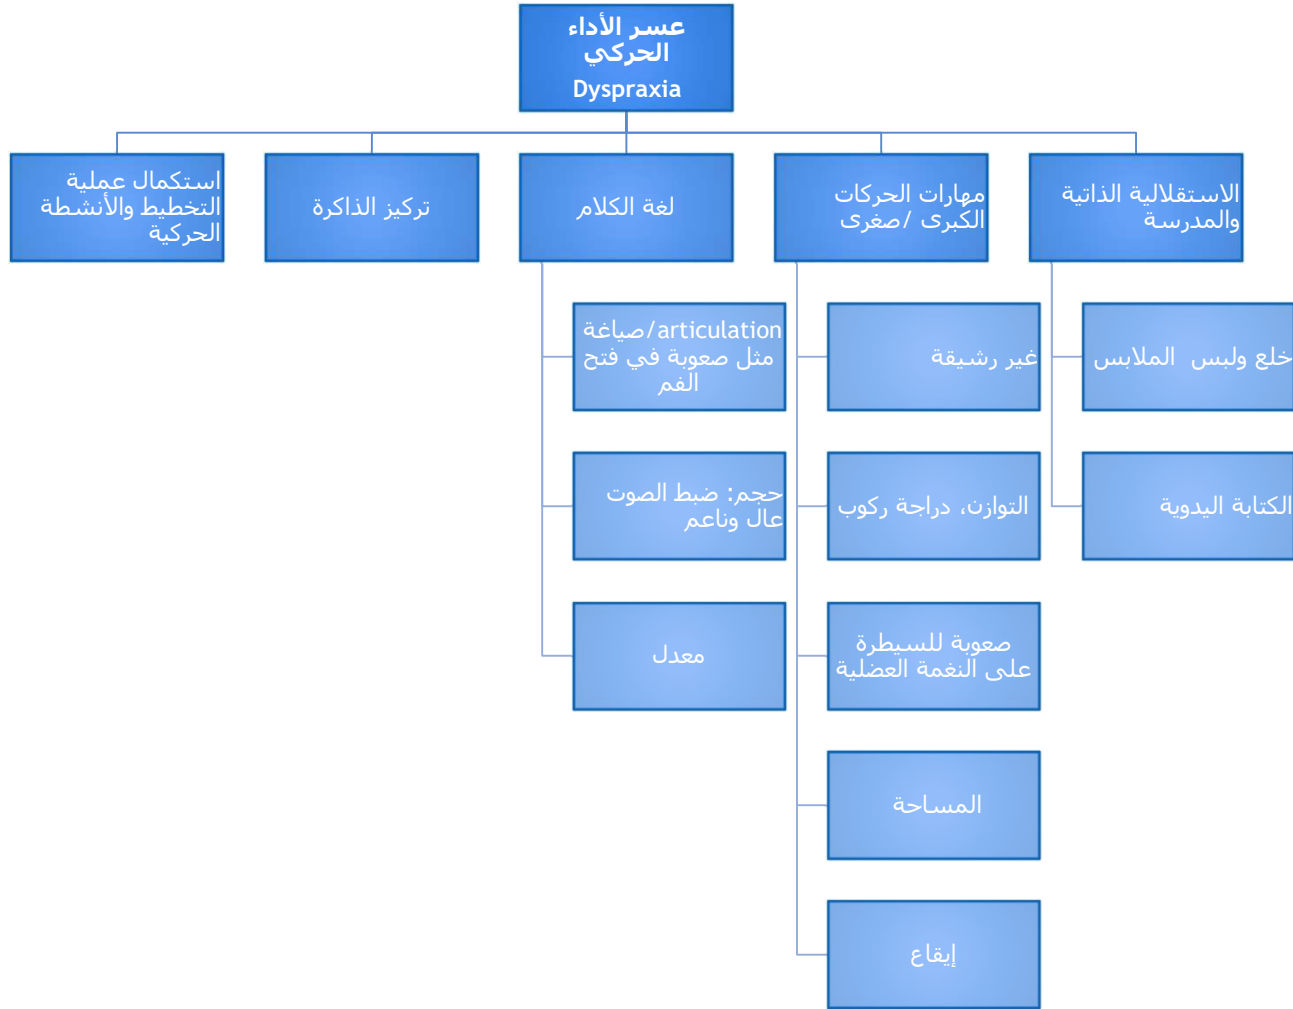 عسر الأداء
الحركي
Dyspraxia
الاستقلالية الذاتية
والمدرسة
خلع ولبس الملابس
الكتابة اليدوية
مهارات الحركات
الكبرى /صغرى
غير رشيقة
التوازن، دراجة ركوب
صعوبة للسيطرة
على النغمة العضلية
المساحة
إيقاع
لغة الكلام
articulation/صياغة
مثل صعوبة في فتح
الفم
حجم: ضبط الصوت
عال وناعم
معدل
تركيز الذاكرة
استكمال عملية
التخطيط والأنشطة
الحركية